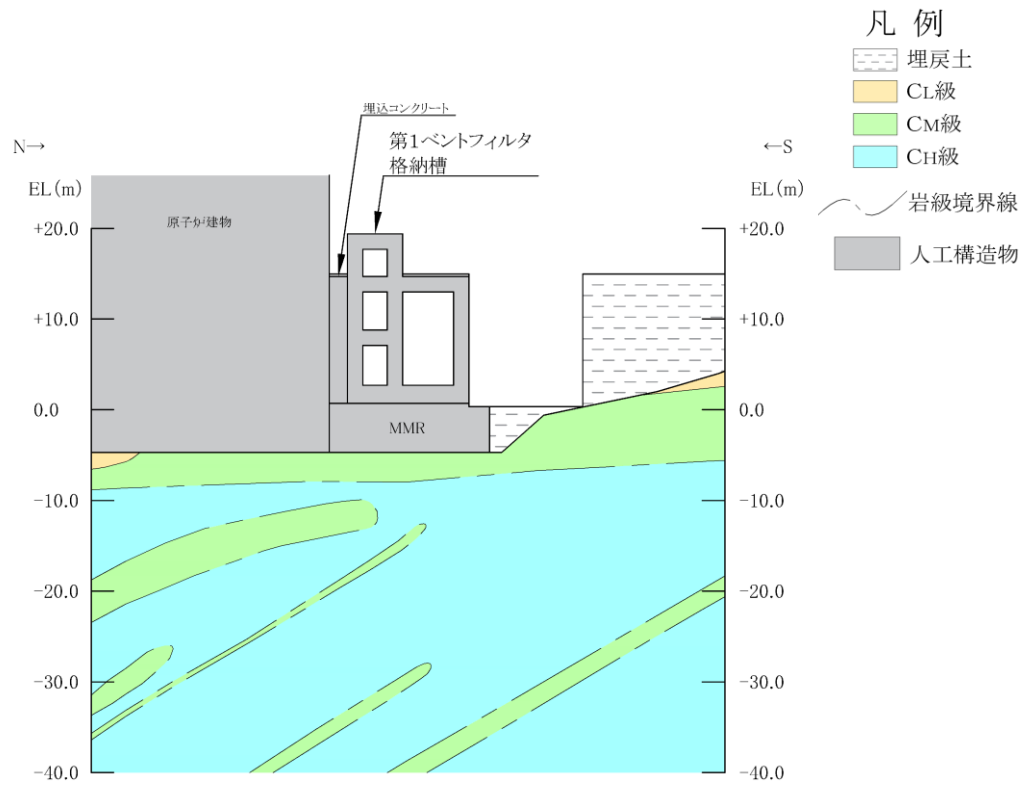 凡 例
埋戻土
CL級
CM級
CH級
岩級境界線
人工構造物
埋込コンクリート
第1ベントフィルタ
格納槽
N→
←S
EL(m)
EL(m)
原子炉建物
+20.0
+20.0
+10.0
+10.0
0.0
0.0
MMR
-10.0
-10.0
-20.0
-20.0
-30.0
-30.0
-40.0
-40.0